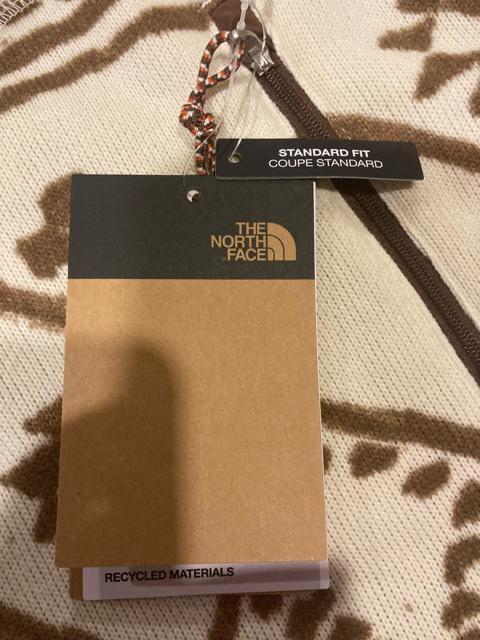 STANDARD FIT
COUPE STANDARD
THE
NORTH
FACE
RECYCLED MATERIALS